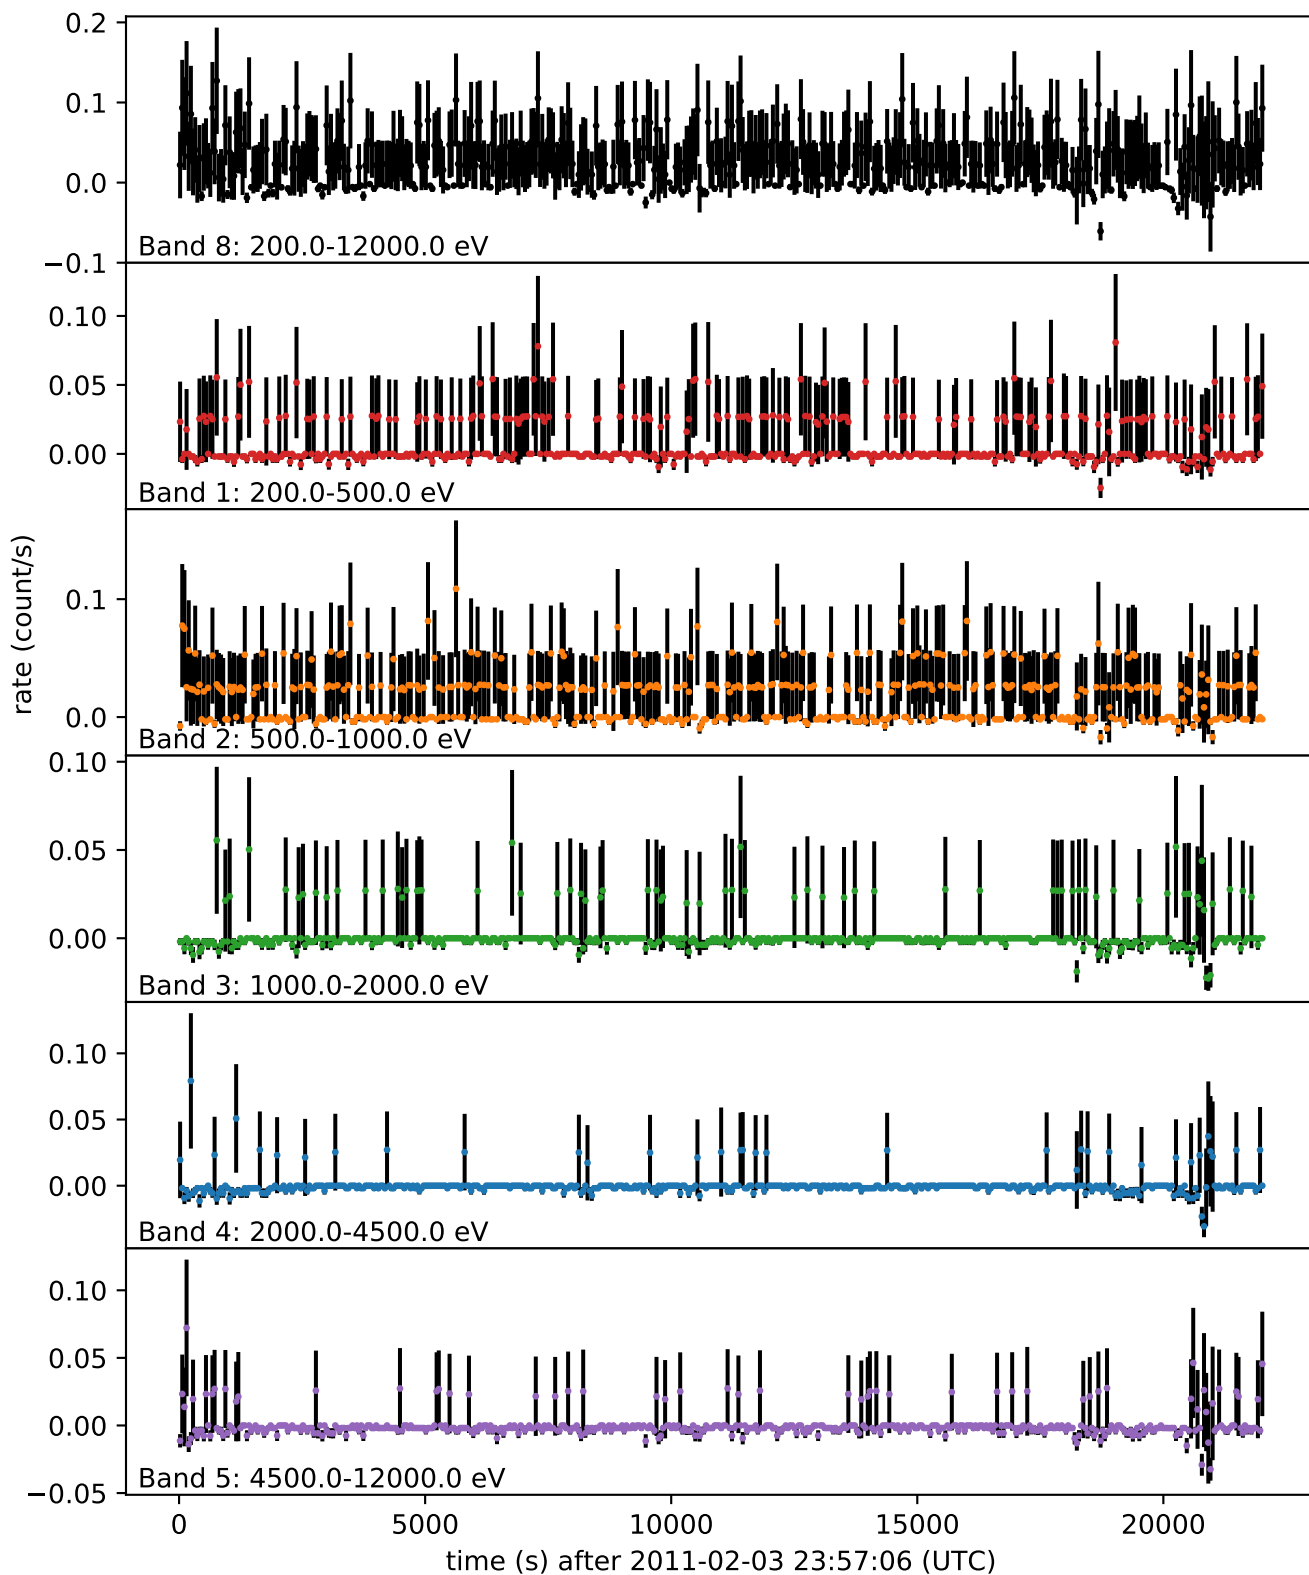 0.2
0.1
0.0
−0.1
Band 8: 200.0-12000.0 eV
0.10
0.05
0.00
Band 1: 200.0-500.0 eV
rate (count/s)
0.1
0.0
Band 2: 500.0-1000.0 eV
0.10
0.05
0.00
Band 3: 1000.0-2000.0 eV
0.10
0.05
0.00
Band 4: 2000.0-4500.0 eV
0.10
0.05
0.00
−0.05
Band 5: 4500.0-12000.0 eV
0 5000 10000 15000 20000
time (s) after 2011-02-03 23:57:06 (UTC)